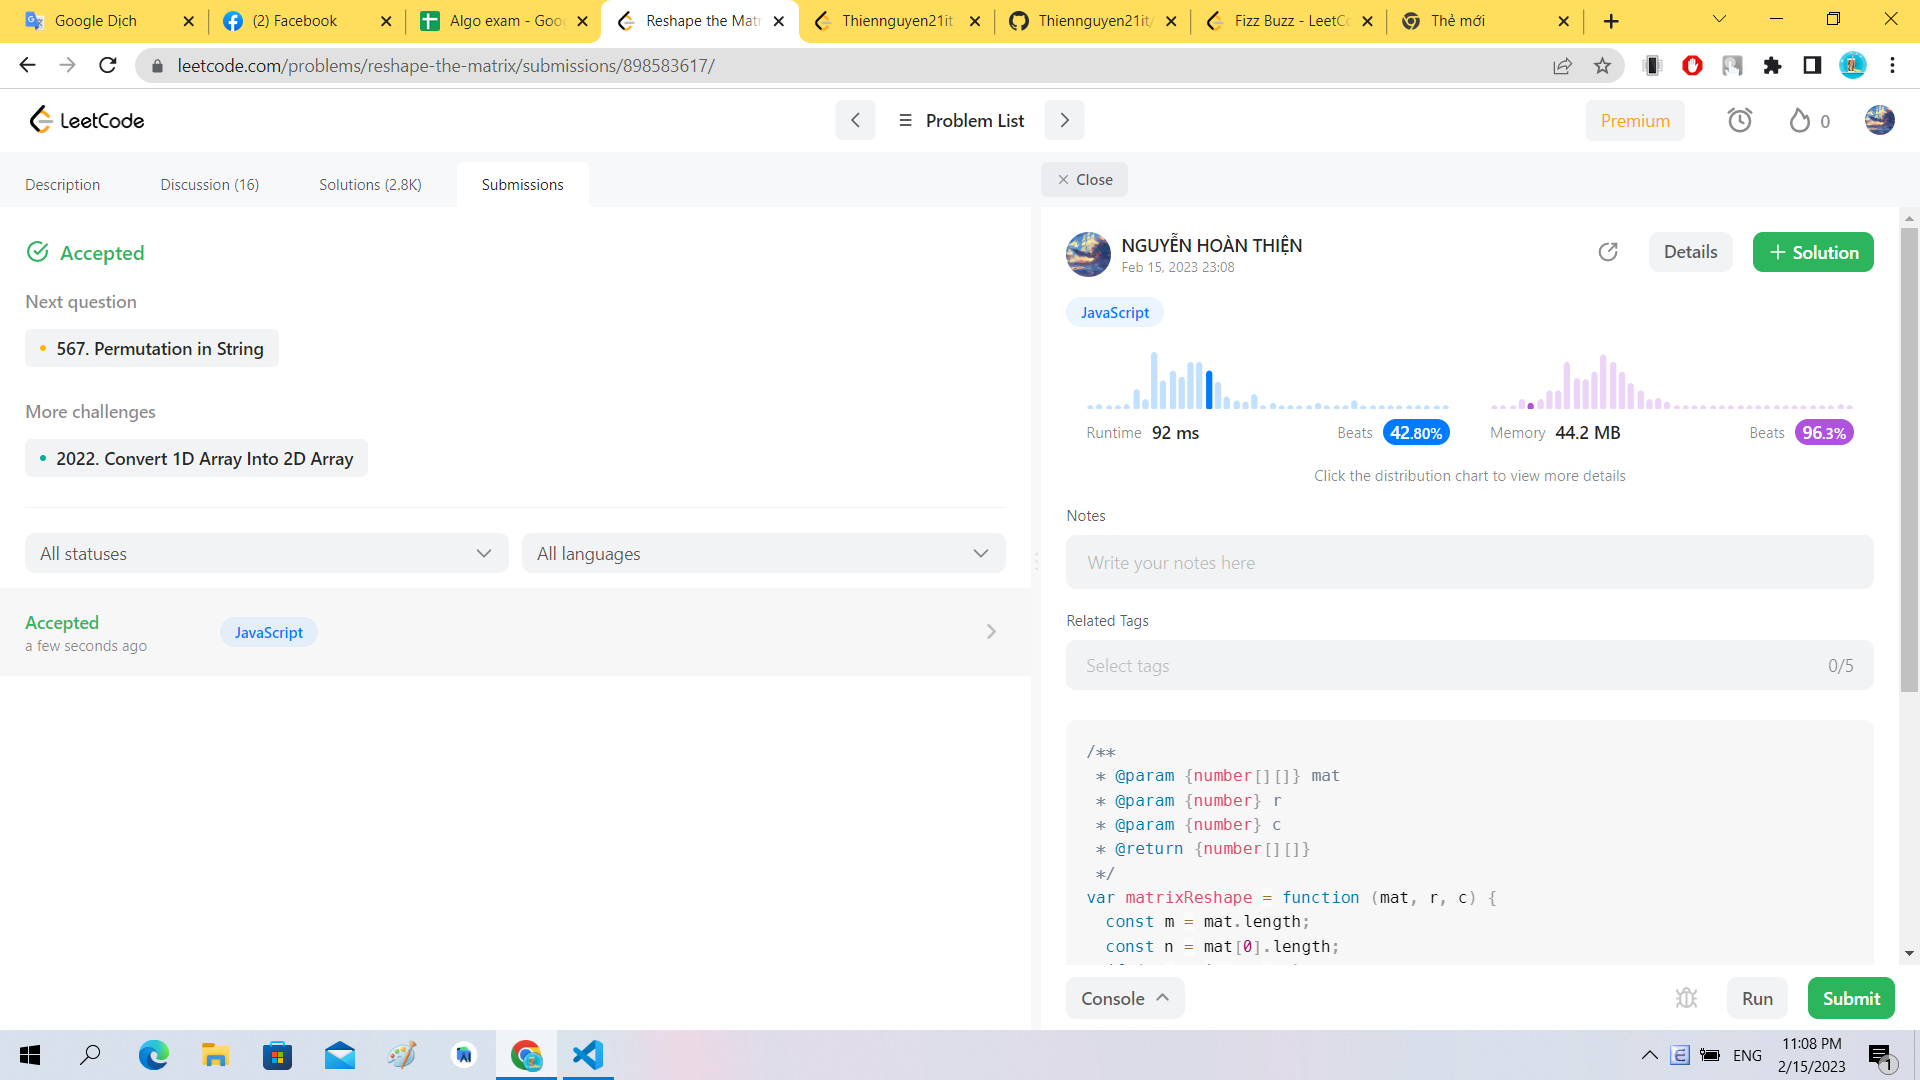 Google Dịch
(2) Facebook
Algo exam - Goo
Reshape the Matr
Thiennguyen21it
Thiennguyen21it/
Fizz Buzz - LeetCo
Thẻ mới
leetcode.com/problems/reshape-the-matrix/submissions/898583617/
LeetCode
Problem List
Premium
0
Description
Discussion (16)
Solutions (2.8K)
Submissions
Close
Accepted
Next question
567. Permutation in String
More challenges
2022. Convert 1D Array Into 2D Array
All statuses
All languages
Accepted
a few seconds ago
JavaScript
NGUYỄN HOÀN THIỆN
Feb 15, 2023 23:08
Details
+ Solution
JavaScript
Runtime 92 ms
Beats 42.80%
Memory 44.2 MB
Beats 96.3%
Click the distribution chart to view more details
Notes
Write your notes here
Related Tags
Select tags
0/5
/**
* @param {number[][]} mat
* @param {number} r
* @param {number} c
* @return {number[][]}
*/
var matrixReshape = function (mat, r, c) {
const m = mat.length;
const n = mat[0].length;
Console
Run
Submit
ENG
11:08 PM
2/15/2023
1